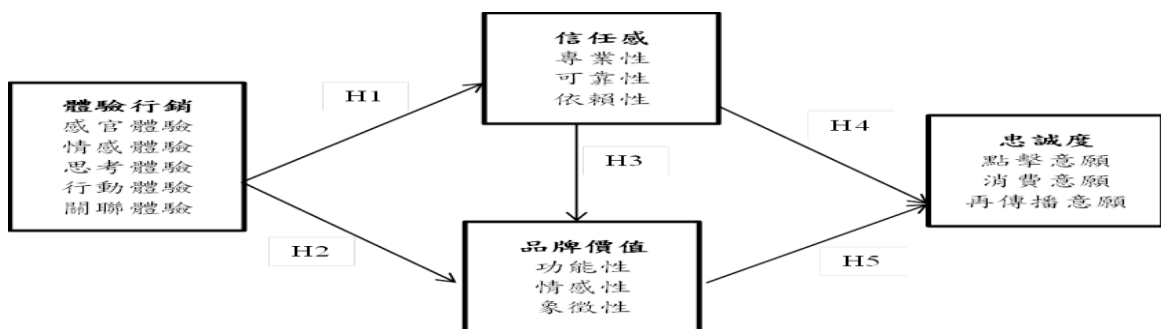 體驗行銷
感官體驗
情感體驗
思考體驗
行動體驗
關聯體驗
H1
H2
信任感
專業性
可靠性
依賴性
H3
品牌價值
功能性
情感性
象徵性
H4
H5
忠誠度
點擊意願
消費意願
再傳播意願